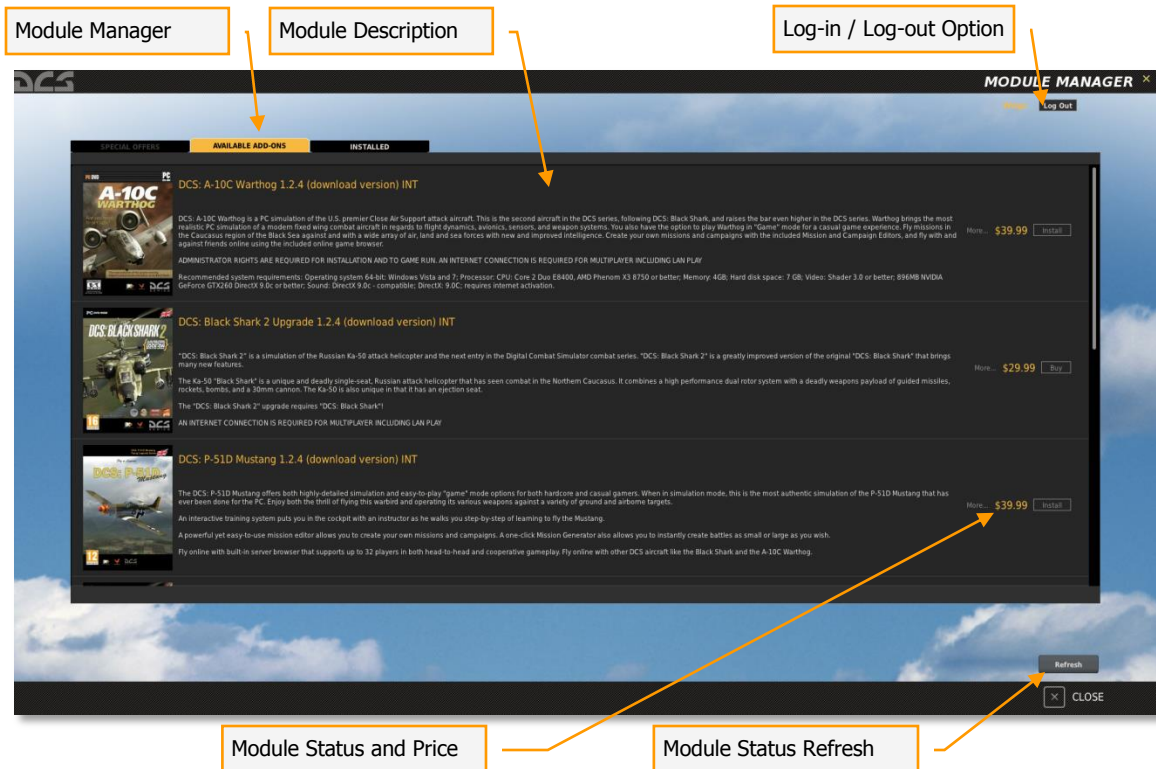 Module Manager
Module Description
Log-in / Log-out Option
DCS
MODULE MANAGER
Log Out
SPECIAL OFFERS
AVAILABLE ADD-ONS
INSTALLED
A-10C
WARTHOG
DCS: A-10C Warthog 1.2.4 (download version) INT
DCS: A-10C Warthog is a PC simulation of the U.S. premier Close Air Support attack aircraft. This is the second aircraft in the DCS series, following DCS: Black Shark, and raises the bar even higher in the DCS series. Warthog brings the most
realistic PC simulation of a modern fixed wing combat aircraft in regards to flight dynamics, avionics, sensors, and weapon systems. You also have the option to play Warthog in "Game" mode for a casual game experience. Fly missions in
the Caucasus region of the Black Sea against and with a wide array of air, land and sea forces with new and improved intelligence. Create your own missions and campaigns with the included Mission and Campaign Editors, and fly with and
against friends online using the included online game browser.
More... $39.99 Install
ADMINISTRATOR RIGHTS ARE REQUIRED FOR INSTALLATION AND TO GAME RUN. AN INTERNET CONNECTION IS REQUIRED FOR MULTIPLAYER INCLUDING LAN PLAY
Recommended system requirements: Operating system 64-bit: Windows Vista and 7; Processor: CPU: Core 2 Duo E8400, AMD Phenom X3 8750 or better; Memory: 4GB; Hard disk space: 7 GB; Video: Shader 3.0 or better; 896MB NVIDIA
GeForce GTX260 DirectX 9.0c or better; Sound: DirectX 9.0c - compatible; DirectX: 9.0C; requires internet activation.
DCS: BLACK SHARK 2
16
DCS
DCS: Black Shark 2 Upgrade 1.2.4 (download version) INT
"DCS: Black Shark 2" is a simulation of the Russian Ka-50 attack helicopter and the next entry in the Digital Combat Simulator combat series. "DCS: Black Shark 2" is a greatly improved version of the original "DCS: Black Shark" that brings
many new features.
More... $29.99 Buy
The Ka-50 "Black Shark" is a unique and deadly single-seat, Russian attack helicopter that has seen combat in the Northern Caucasus. It combines a high performance dual rotor system with a deadly weapons payload of guided missiles,
rockets, bombs, and a 30mm cannon. The Ka-50 is also unique in that it has an ejection seat.
The "DCS: Black Shark 2" upgrade requires "DCS: Black Shark"!
AN INTERNET CONNECTION IS REQUIRED FOR MULTIPLAYER INCLUDING LAN PLAY
DCS: P-51D
Mustang
12
DCS
DCS: P-51D Mustang 1.2.4 (download version) INT
The DCS: P-51D Mustang offers both highly-detailed simulation and easy-to-play "game" mode options for both hardcore and casual gamers. When in simulation mode, this is the most authentic simulation of the P-51D Mustang that has
ever been done for the PC. Enjoy both the thrill of flying this warbird and operating its various weapons against a variety of ground and airborne targets.
More... $39.99 Install
An interactive training system puts you in the cockpit with an instructor as he walks you step-by-step of learning to fly the Mustang.
A powerful yet easy-to-use mission editor allows you to create your own missions and campaigns. A one-click Mission Generator also allows you to instantly create battles as small or large as you wish.
Fly online with built-in server browser that supports up to 32 players in both head-to-head and cooperative gameplay. Fly online with other DCS aircraft like the Black Shark and the A-10C Warthog.
Refresh
CLOSE
Module Status and Price
Module Status Refresh